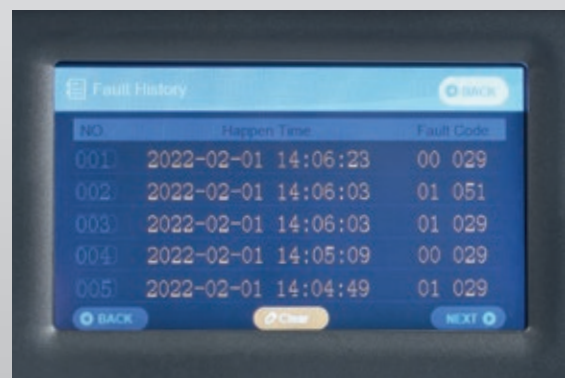 Fault History BACK
NO. Happen Time Fault Code
001 2022-02-01 14:06:23 00 029
002 2022-02-01 14:06:03 01 051
003 2022-02-01 14:06:03 01 029
004 2022-02-01 14:05:09 00 029
005 2022-02-01 14:04:49 01 029
BACK Clear NEXT